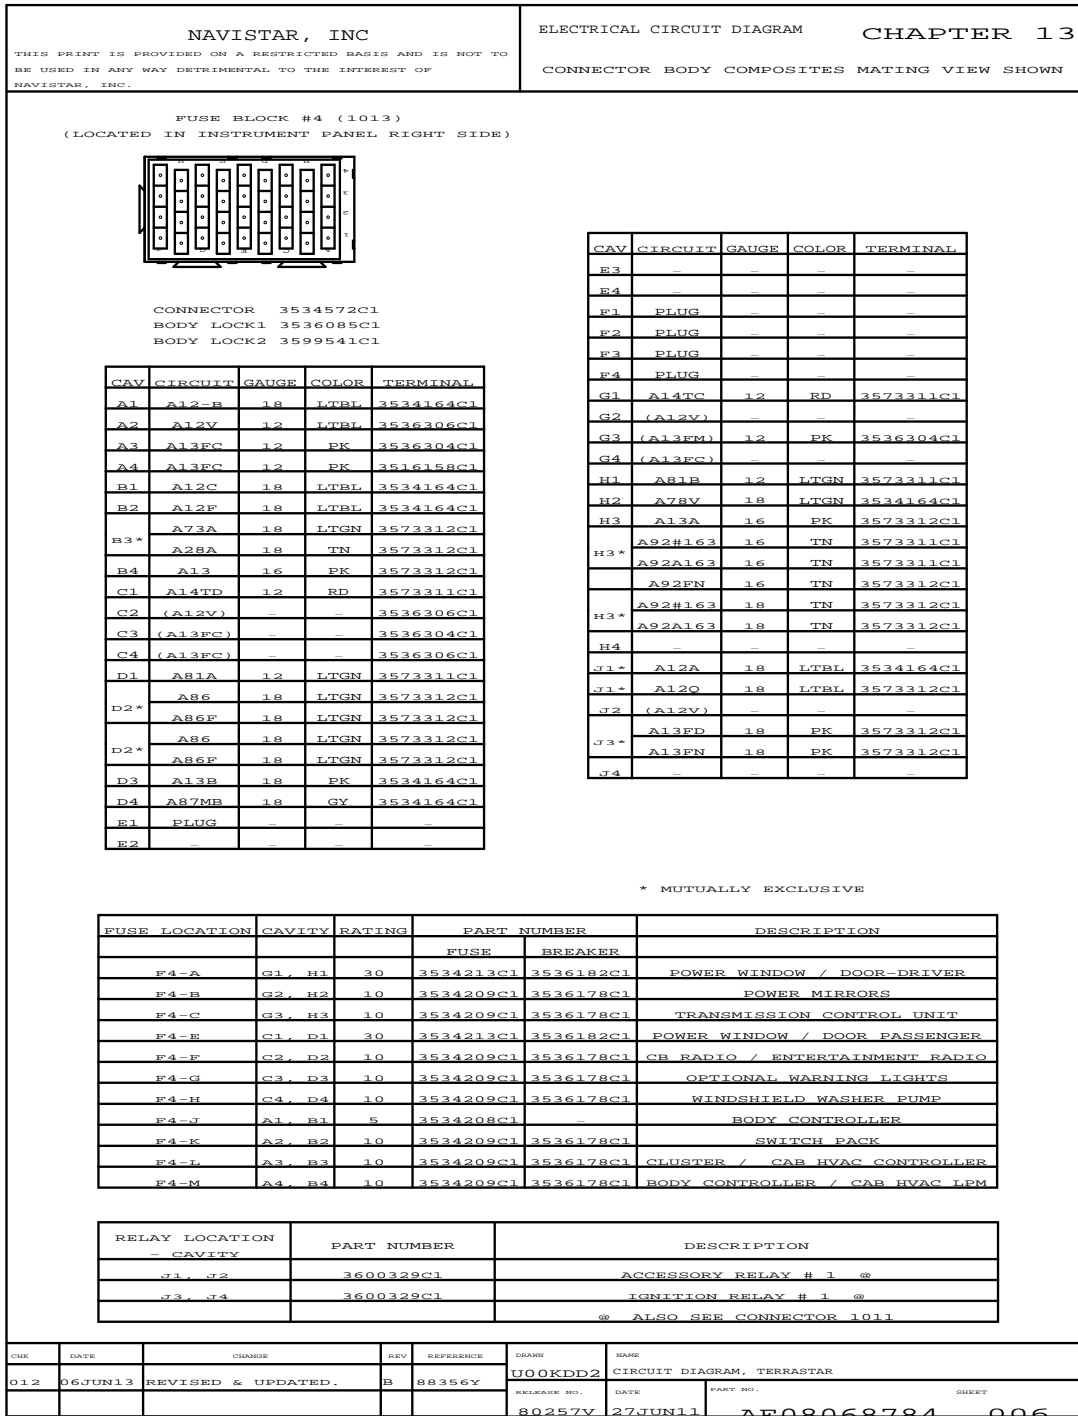 NAVISTAR, INC
THIS PRINT IS PROVIDED ON A RESTRICTED BASIS AND IS NOT TO
BE USED IN ANY WAY DETRIMENTAL TO THE INTEREST OF
NAVISTAR, INC.
ELECTRICAL CIRCUIT DIAGRAM CHAPTER 13
CONNECTOR BODY COMPOSITES MATING VIEW SHOWN
FUSE BLOCK #4 (1013)
(LOCATED IN INSTRUMENT PANEL RIGHT SIDE)
CONNECTOR 3534572C1
BODY LOCK1 3536085C1
BODY LOCK2 3599541C1
CAV CIRCUIT GAUGE COLOR TERMINAL
A1 A12-B 18 LTBL 3534164C1
A2 A12V 12 LTBL 3536306C1
A3 A13FC 12 PK 3536304C1
A4 A13FC 12 PK 3516158C1
B1 A12C 18 LTBL 3534164C1
B2 A12F 18 LTBL 3534164C1
B3* A73A 18 LTGN 3573312C1
A28A 18 TN 3573312C1
B4 A13 16 PK 3573312C1
C1 A14TD 12 RD 3573311C1
C2 (A12V) – – 3536306C1
C3 (A13FC) – – 3536304C1
C4 (A13FC) – – 3536306C1
D1 A81A 12 LTGN 3573311C1
D2* A86 18 LTGN 3573312C1
A86F 18 LTGN 3573312C1
D2* A86 18 LTGN 3573312C1
A86F 18 LTGN 3573312C1
D3 A13B 18 PK 3534164C1
D4 A87MB 18 GY 3534164C1
E1 PLUG – – –
E2 – – – –
CAV CIRCUIT GAUGE COLOR TERMINAL
E3 – – – –
E4 – – – –
F1 PLUG – – –
F2 PLUG – – –
F3 PLUG – – –
F4 PLUG – – –
G1 A14TC 12 RD 3573311C1
G2 (A12V) – – –
G3 (A13FM) 12 PK 3536304C1
G4 (A13FC) – – –
H1 A81B 12 LTGN 3573311C1
H2 A78V 18 LTGN 3534164C1
H3 A13A 16 PK 3573312C1
H3* A92#163 16 TN 3573311C1
A92A163 16 TN 3573311C1
A92FN 16 TN 3573312C1
H3* A92#163 18 TN 3573312C1
A92A163 18 TN 3573312C1
H4 – – – –
J1* A12A 18 LTBL 3534164C1
J1* A12Q 18 LTBL 3573312C1
J2 (A12V) – – –
J3* A13FD 18 PK 3573312C1
A13FN 18 PK 3573312C1
J4 – – – –
* MUTUALLY EXCLUSIVE
FUSE LOCATION CAVITY RATING PART NUMBER DESCRIPTION
FUSE BREAKER
F4-A G1, H1 30 3534213C1 3536182C1 POWER WINDOW / DOOR-DRIVER
F4-B G2, H2 10 3534209C1 3536178C1 POWER MIRRORS
F4-C G3, H3 10 3534209C1 3536178C1 TRANSMISSION CONTROL UNIT
F4-E C1, D1 30 3534213C1 3536182C1 POWER WINDOW / DOOR PASSENGER
F4-F C2, D2 10 3534209C1 3536178C1 CB RADIO / ENTERTAINMENT RADIO
F4-G C3, D3 10 3534209C1 3536178C1 OPTIONAL WARNING LIGHTS
F4-H C4, D4 10 3534209C1 3536178C1 WINDSHIELD WASHER PUMP
F4-J A1, B1 5 3534208C1 – BODY CONTROLLER
F4-K A2, B2 10 3534209C1 3536178C1 SWITCH PACK
F4-L A3, B3 10 3534209C1 3536178C1 CLUSTER / CAB HVAC CONTROLLER
F4-M A4, B4 10 3534209C1 3536178C1 BODY CONTROLLER / CAB HVAC LPM
RELAY LOCATION
– CAVITY PART NUMBER DESCRIPTION
J1, J2 3600329C1 ACCESSORY RELAY # 1 @
J3, J4 3600329C1 IGNITION RELAY # 1 @
@ ALSO SEE CONNECTOR 1011
CHK DATE CHANGE REV REFERENCE DRAWN NAME
012 06JUN13 REVISED & UPDATED. B 88356Y U00KDD2 CIRCUIT DIAGRAM, TERRASTAR
RELEASE NO. DATE PART NO. SHEET
80257V 27JUN11 AE08068784 006